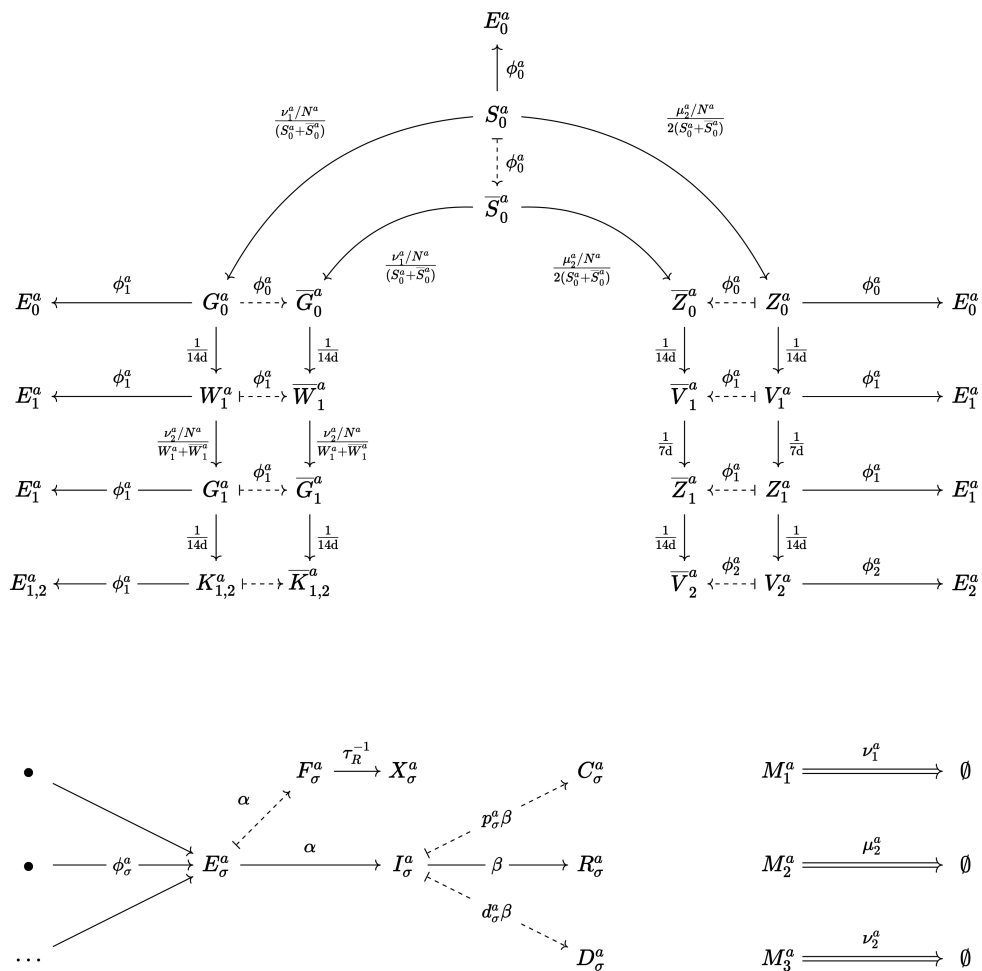 E_0^a
ϕ_0^a
ν_1^a/N^a S_0^a μ_2^a/N^a
(S_0^a+S̅_0^a) 2(S_0^a+S̅_0^a)
ϕ_0^a
S̅_0^a
ν_1^a/N^a μ_2^a/N^a
(S_0^a+S̅_0^a) 2(S_0^a+S̅_0^a)
ϕ_1^a ϕ_0^a ϕ_0^a ϕ_0^a
E_0^a G_0^a G̅_0^a Z̅_0^a Z_0^a E_0^a
1/14d 1/14d 1/14d 1/14d
ϕ_1^a ϕ_1^a ϕ_1^a ϕ_1^a
E_1^a W_1^a W̅_1^a V̅_1^a V_1^a E_1^a
ν_2^a/N^a ν_2^a/N^a 1/7d 1/7d
W_1^a+W̅_1^a W_1^a+W̅_1^a
ϕ_1^a ϕ_1^a ϕ_1^a
E_1^a ϕ_1^a G_1^a G̅_1^a Z̅_1^a Z_1^a E_1^a
1/14d 1/14d 1/14d 1/14d
ϕ_2^a ϕ_2^a
E_{1,2}^a ϕ_1^a K_{1,2}^a K̅_{1,2}^a V̅_2^a V_2^a E_2^a
τ_R^{-1} ν_1^a
• F_σ^a X_σ^a C_σ^a M_1^a ∅
α p_σ^a β
α μ_2^a
• ϕ_σ^a E_σ^a I_σ^a β R_σ^a M_2^a ∅
d_σ^a β
ν_2^a
⋯ D_σ^a M_3^a ∅